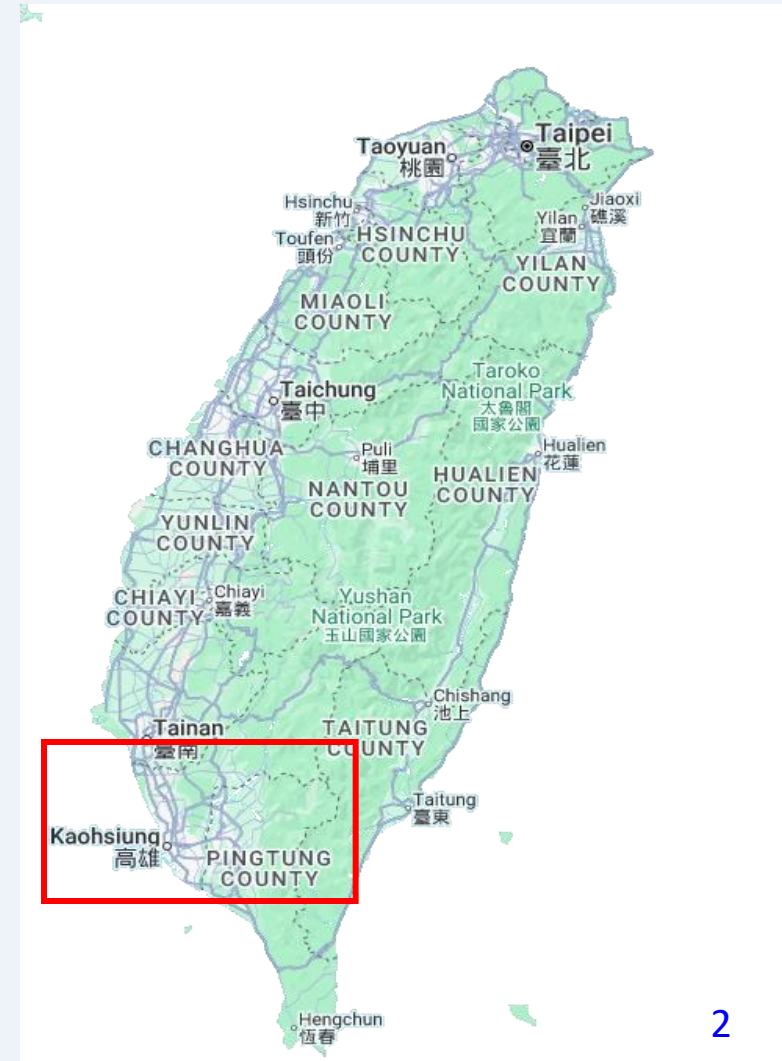 Taipei
臺北
Taoyuan
桃園
Hsinchu
新竹
Jiaoxi
礁溪
Yilan
宜蘭
Toufen
頭份
HSINCHU
COUNTY
YILAN
COUNTY
MIAOLI
COUNTY
Taroko
National Park
太魯閣
國家公園
Taichung
臺中
CHANGHUA
COUNTY
Puli
埔里
Hualien
花蓮
NANTOU
COUNTY
HUALIEN
COUNTY
YUNLIN
COUNTY
CHIAYI
COUNTY
Chiayi
嘉義
Yushan
National Park
玉山國家公園
Chishang
池上
Tainan
臺南
TAITUNG
COUNTY
Taitung
臺東
Kaohsiung
高雄
PINGTUNG
COUNTY
Hengchun
恆春
2